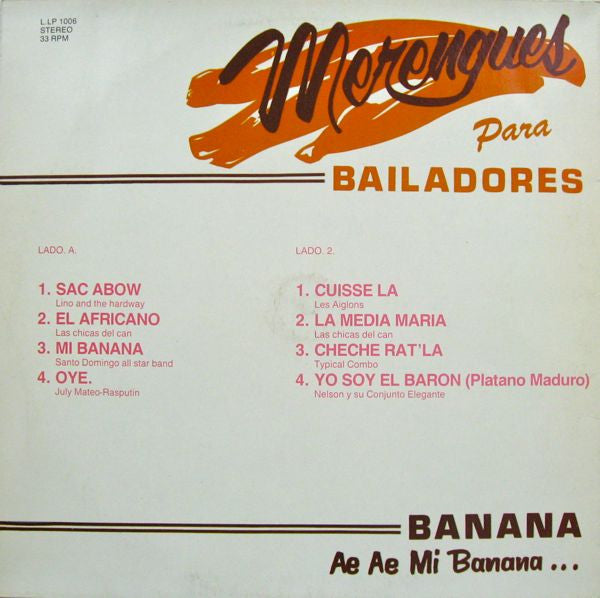 L.LP 1006
STEREO
33 RPM
Merengues
Para
BAILADORES
LADO. A.
1. SAC ABOW
Lino and the hardway
2. EL AFRICANO
Las chicas del can
3. MI BANANA
Santo Domingo all star band
4. OYE.
July Mateo-Rasputin
LADO. 2.
1. CUISSE LA
Les Aiglons
2. LA MEDIA MARIA
Las chicas del can
3. CHECHE RAT'LA
Typical Combo
4. YO SOY EL BARON (Platano Maduro)
Nelson y su Conjunto Elegante
BANANA
Ae Ae Mi Banana...